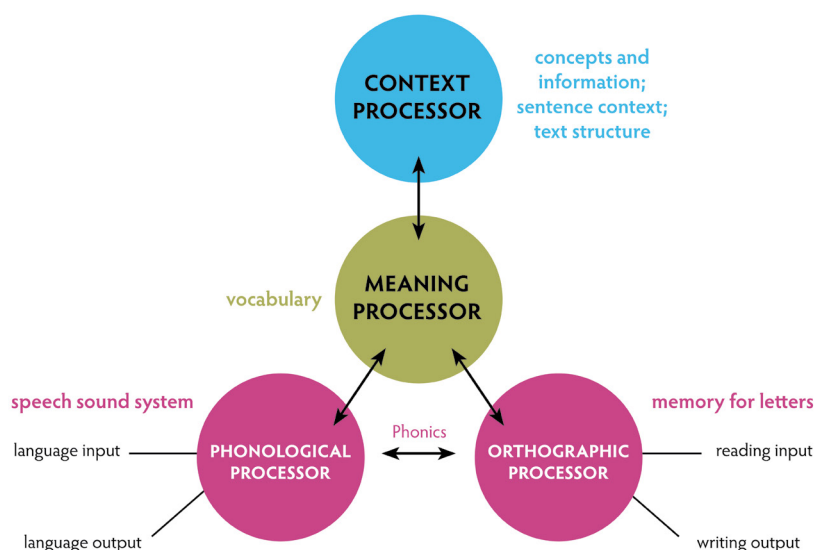 CONTEXT
PROCESSOR
concepts and
information;
sentence context;
text structure
MEANING
PROCESSOR
vocabulary
speech sound system
language input
language output
PHONOLOGICAL
PROCESSOR
Phonics
ORTHOGRAPHIC
PROCESSOR
memory for letters
reading input
writing output